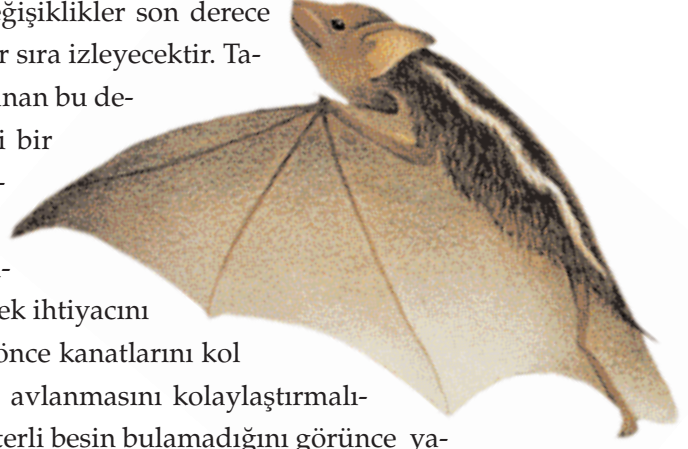 eğişiklikler son derece
r sıra izleyecektir. Ta-
nan bu de-
i bir
-
-
ek ihtiyacını
önce kanatlarını kol
avlanmasını kolaylaştırmalı-
terli besin bulamadığını görünce ya-